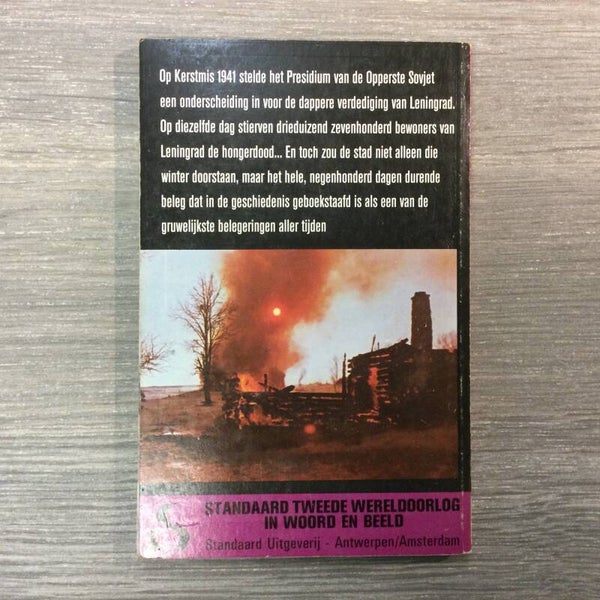 Op Kerstmis 1941 stelde het Presidium van de Opperste Sovjet
een onderscheiding in voor de dappere verdediging van Leningrad.
Op diezelfde dag stierven drieduizend zevenhonderd bewoners van
Leningrad de hongerdood... En toch zou de stad niet alleen die
winter doorstaan, maar het hele, negenhonderd dagen durende
beleg dat in de geschiedenis geboekstaafd is als een van de
gruwelijkste belegeringen aller tijden
STANDAARD TWEEDE WERELDOORLOG
IN WOORD EN BEELD
Standaard Uitgeverij - Antwerpen/Amsterdam